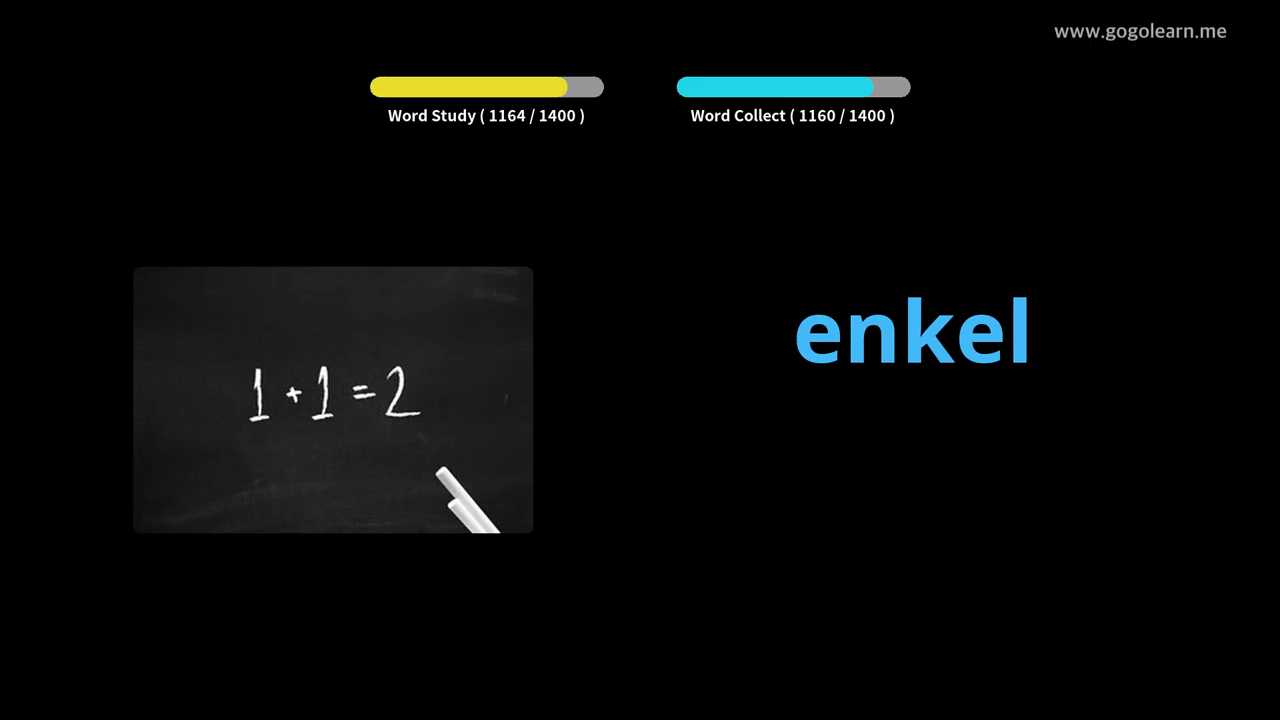 www.gogolearn.me
Word Study ( 1164 / 1400 )
Word Collect ( 1160 / 1400 )
enkel
1 + 1 = 2